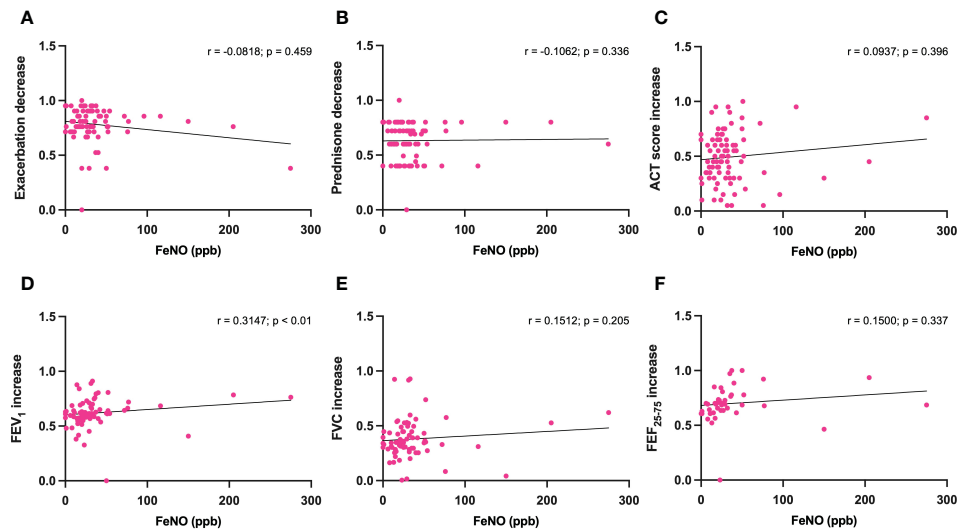 A
r = -0.0818; p = 0.459
Exacerbation decrease
1.5
1.0
0.5
0.0
0 100 200 300
FeNO (ppb)
B
r = -0.1062; p = 0.336
Prednisone decrease
1.5
1.0
0.5
0.0
0 100 200 300
FeNO (ppb)
C
r = 0.0937; p = 0.396
ACT score increase
1.5
1.0
0.5
0.0
0 100 200 300
FeNO (ppb)
D
r = 0.3147; p < 0.01
FEV1 increase
1.5
1.0
0.5
0.0
0 100 200 300
FeNO (ppb)
E
r = 0.1512; p = 0.205
FVC increase
1.5
1.0
0.5
0.0
0 100 200 300
FeNO (ppb)
F
r = 0.1500; p = 0.337
FEF25-75 increase
1.5
1.0
0.5
0.0
0 100 200 300
FeNO (ppb)